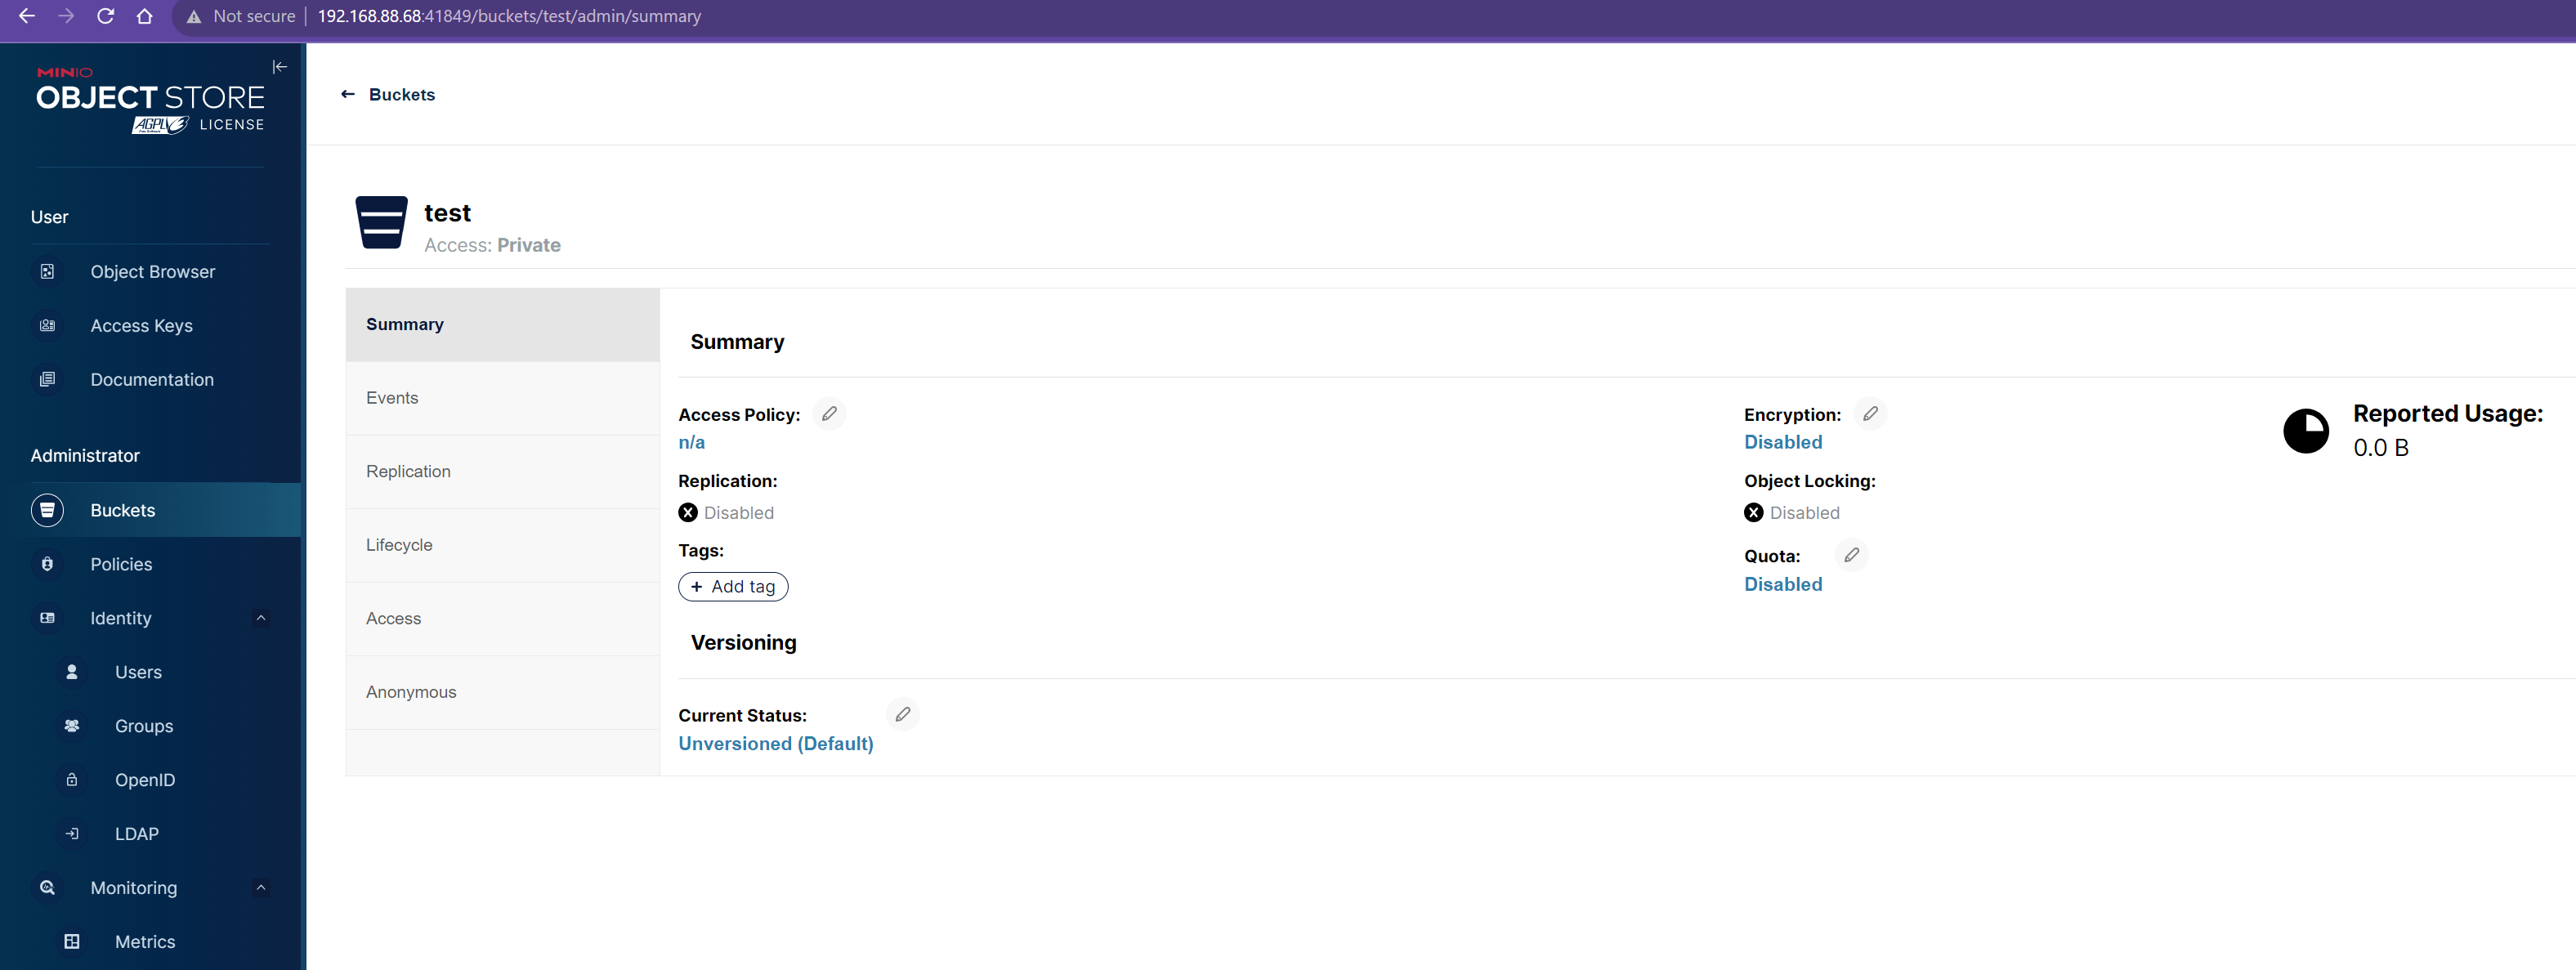 Not secure 192.168.88.68:41849/buckets/test/admin/summary
MINIO
OBJECT STORE
AGPLv3 LICENSE
User
Object Browser
Access Keys
Documentation
Administrator
Buckets
Policies
Identity
Users
Groups
OpenID
LDAP
Monitoring
Metrics
Buckets
test
Access: Private
Summary
Events
Replication
Lifecycle
Access
Anonymous
Summary
Access Policy:
n/a
Replication:
Disabled
Tags:
+ Add tag
Encryption:
Disabled
Object Locking:
Disabled
Quota:
Disabled
Reported Usage:
0.0 B
Versioning
Current Status:
Unversioned (Default)